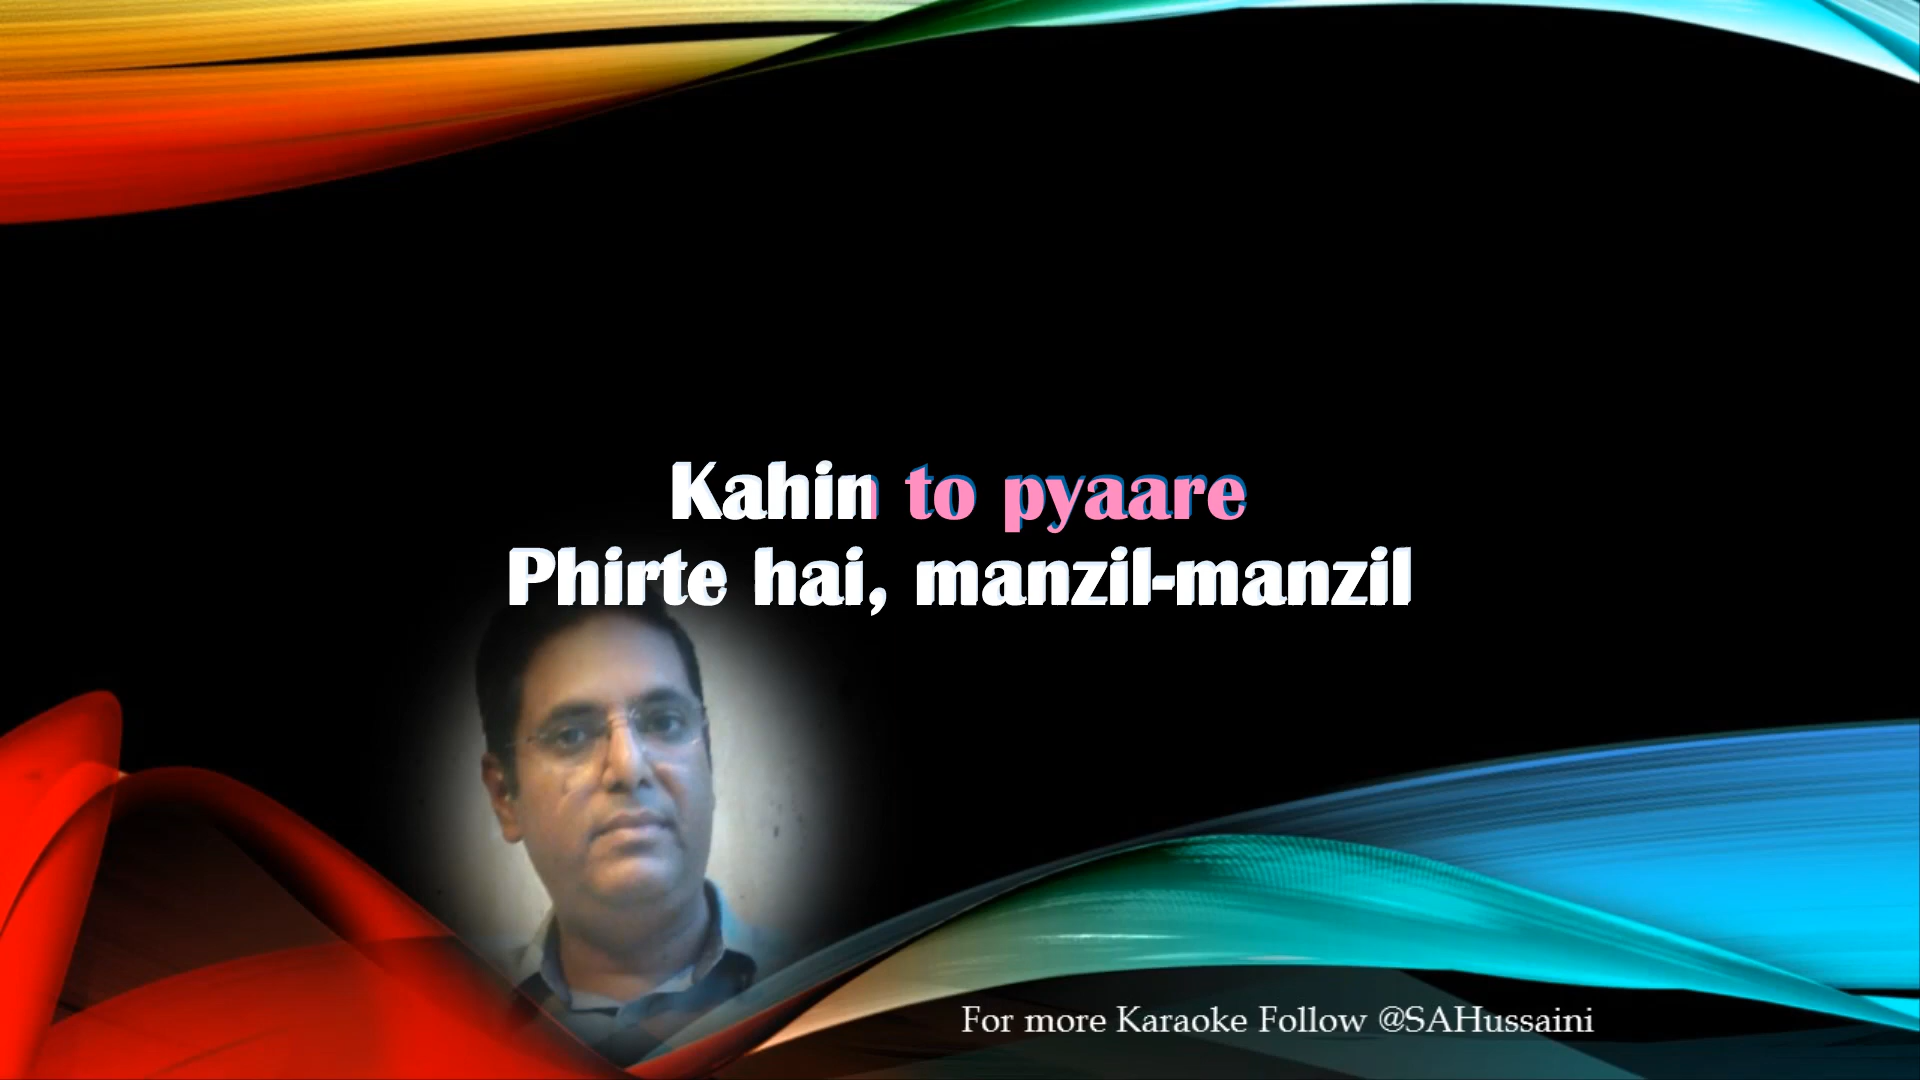 Kahin to pyaare
Phirte hai, manzil-manzil
For more Karaoke Follow @SAHussaini